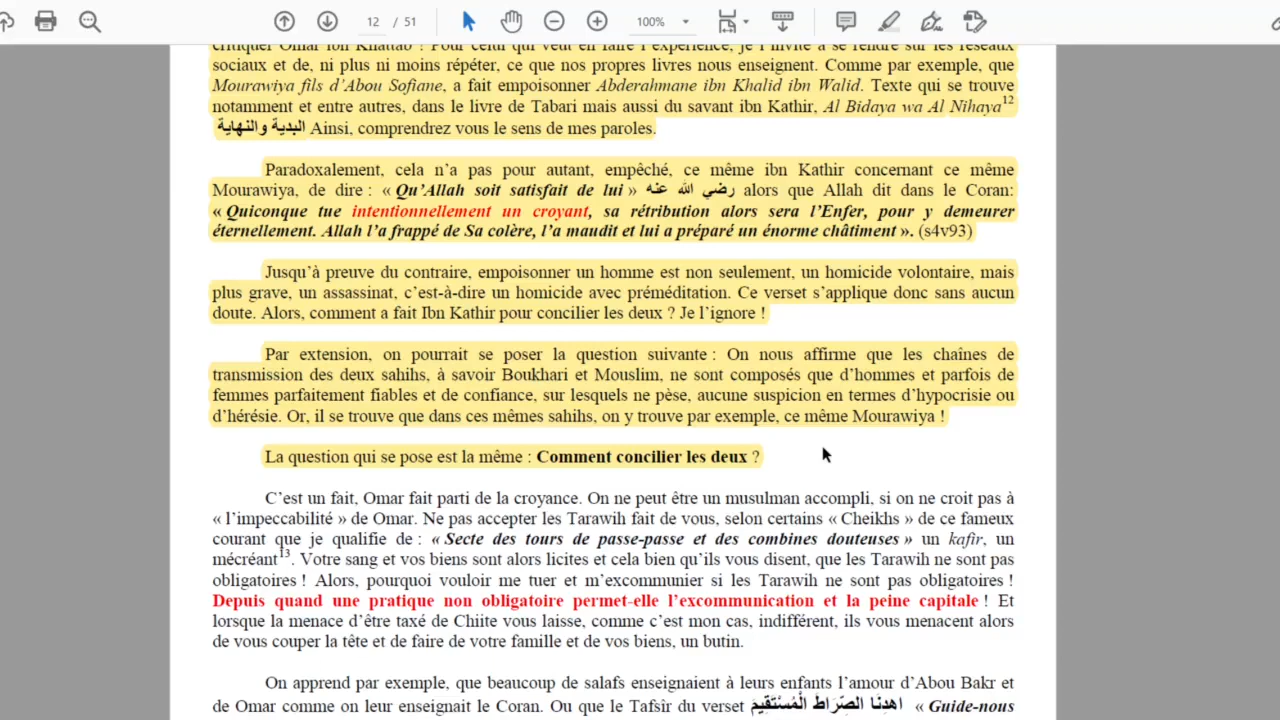 12 / 51
100%
critiquer Omar ibn Khattab ! Pour celui qui veut en faire l'expérience, je l'invite à se rendre sur les réseaux
sociaux et de, ni plus ni moins répéter, ce que nos propres livres nous enseignent. Comme par exemple, que
Mourawiya fils d'Abou Sofiane, a fait empoisonner Abderahmane ibn Khalid ibn Walid. Texte qui se trouve
notamment et entre autres, dans le livre de Tabari mais aussi du savant ibn Kathir, Al Bidaya wa Al Nihaya12
البدية والنهاية Ainsi, comprendrez vous le sens de mes paroles.
Paradoxalement, cela n'a pas pour autant, empêché, ce même ibn Kathir concernant ce même
Mourawiya, de dire : « Qu'Allah soit satisfait de lui » رضي الله عنه alors que Allah dit dans le Coran:
« Quiconque tue intentionnellement un croyant, sa rétribution alors sera l'Enfer, pour y demeurer
éternellement. Allah l'a frappé de Sa colère, l'a maudit et lui a préparé un énorme châtiment ». (s4v93)
Jusqu'à preuve du contraire, empoisonner un homme est non seulement, un homicide volontaire, mais
plus grave, un assassinat, c'est-à-dire un homicide avec préméditation. Ce verset s'applique donc sans aucun
doute. Alors, comment a fait Ibn Kathir pour concilier les deux ? Je l'ignore !
Par extension, on pourrait se poser la question suivante : On nous affirme que les chaînes de
transmission des deux sahihs, à savoir Boukhari et Mouslim, ne sont composés que d'hommes et parfois de
femmes parfaitement fiables et de confiance, sur lesquels ne pèse, aucune suspicion en termes d'hypocrisie ou
d'hérésie. Or, il se trouve que dans ces mêmes sahihs, on y trouve par exemple, ce même Mourawiya !
La question qui se pose est la même : Comment concilier les deux ?
C'est un fait, Omar fait parti de la croyance. On ne peut être un musulman accompli, si on ne croit pas à
« l'impeccabilité » de Omar. Ne pas accepter les Tarawih fait de vous, selon certains « Cheikhs » de ce fameux
courant que je qualifie de : « Secte des tours de passe-passe et des combines douteuses » un kafir, un
mécréant13. Votre sang et vos biens sont alors licites et cela bien qu'ils vous disent, que les Tarawih ne sont pas
obligatoires ! Alors, pourquoi vouloir me tuer et m'excommunier si les Tarawih ne sont pas obligatoires !
Depuis quand une pratique non obligatoire permet-elle l'excommunication et la peine capitale ! Et
lorsque la menace d'être taxé de Chiite vous laisse, comme c'est mon cas, indifférent, ils vous menacent alors
de vous couper la tête et de faire de votre famille et de vos biens, un butin.
On apprend par exemple, que beaucoup de salafs enseignaient à leurs enfants l'amour d'Abou Bakr et
de Omar comme on leur enseignait le Coran. Ou que le Tafsîr du verset اهْدِنَا الصِّرَاطَ الْمُسْتَقِيمَ « Guide-nous